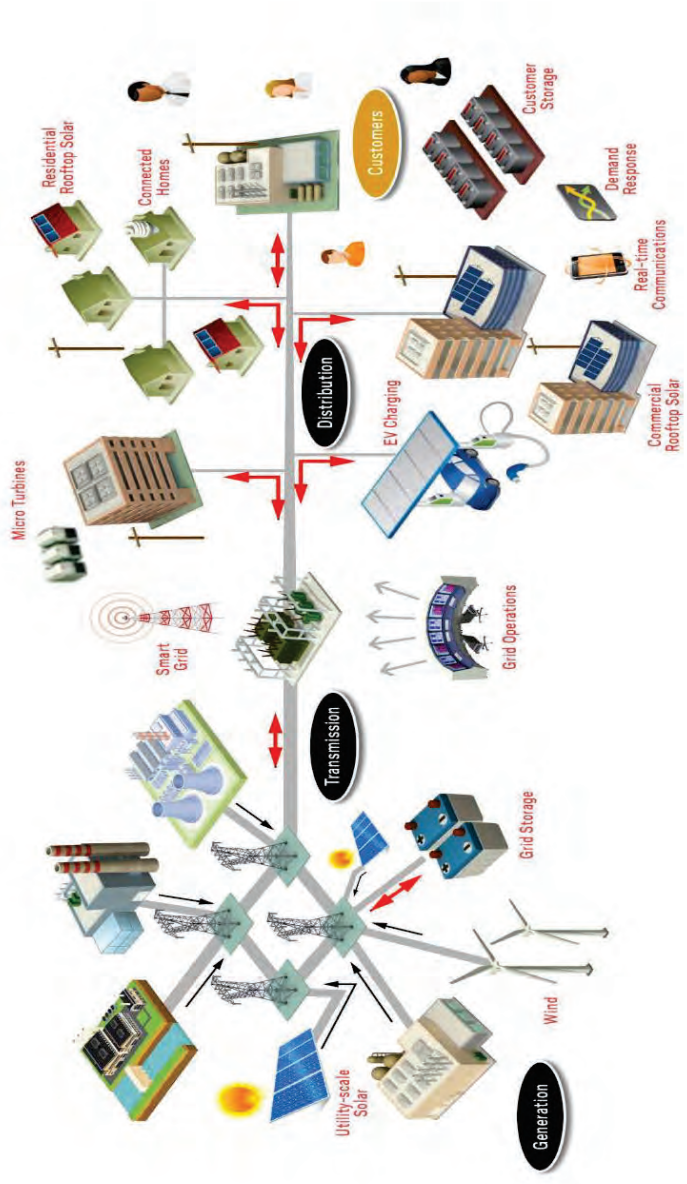 Generation
Utility-scale
Solar
Wind
Grid Storage
Transmission
Smart
Grid
Grid Operations
Micro Turbines
Distribution
EV Charging
Residential
Rooftop Solar
Connected
Homes
Customers
Commercial
Rooftop Solar
Real-time
Communications
Demand
Response
Customer
Storage